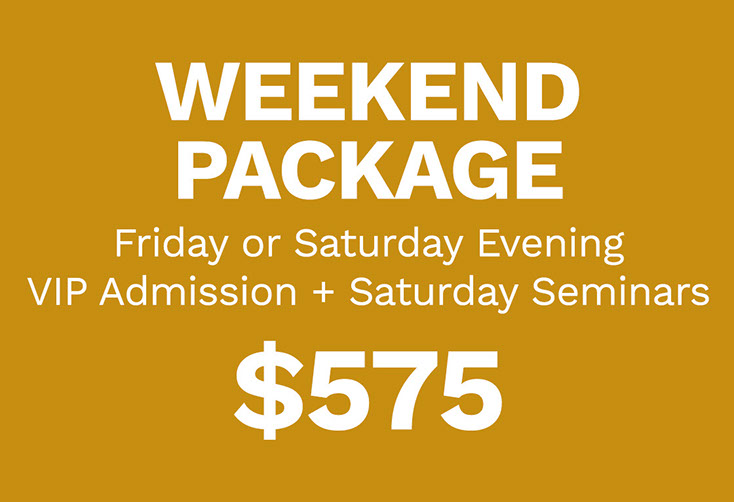 WEEKEND
PACKAGE
Friday or Saturday Evening
VIP Admission + Saturday Seminars
$575